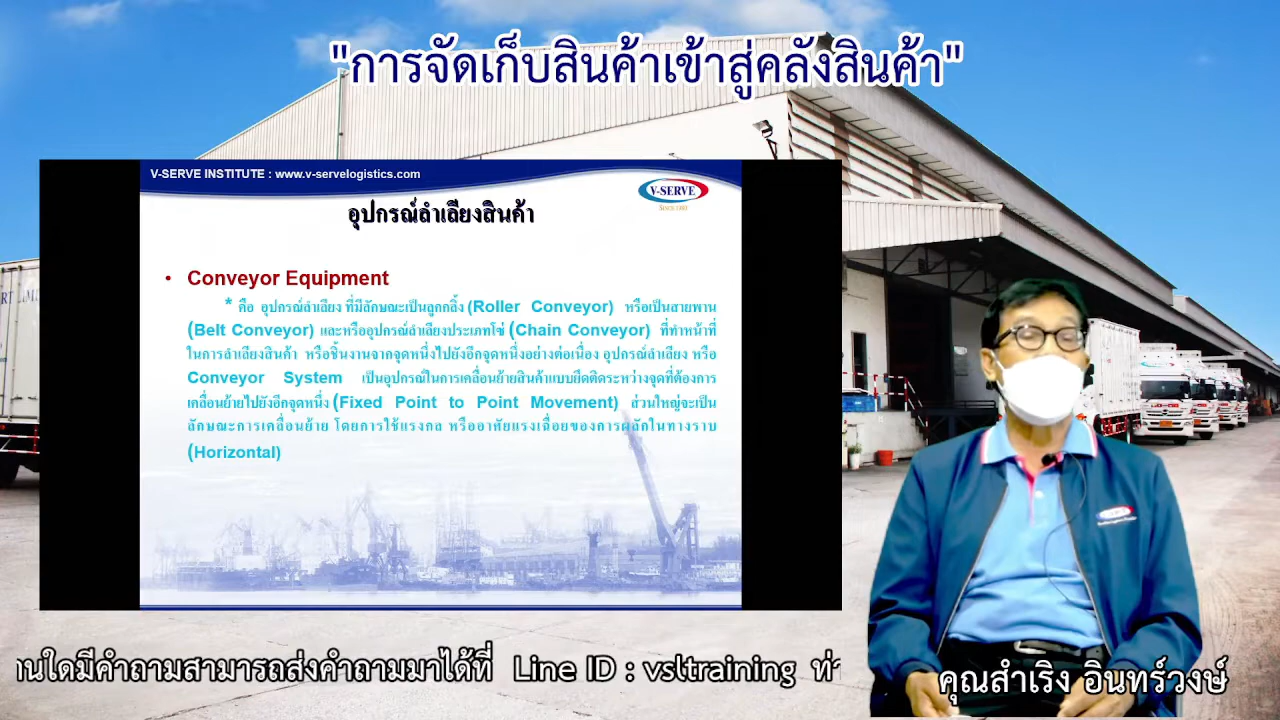 "การจัดเก็บสินค้าเข้าสู่คลังสินค้า"
V-SERVE INSTITUTE : www.v-servelogistics.com
V-SERVE
SINCE 1993
อุปกรณ์ลำเลียงสินค้า
• Conveyor Equipment
* คือ อุปกรณ์ลำเลียง ที่มีลักษณะเป็นลูกกลิ้ง (Roller Conveyor) หรือเป็นสายพาน
(Belt Conveyor) และหรืออุปกรณ์ลำเลียงประเภทโซ่ (Chain Conveyor) ที่ทำหน้าที่
ในการลำเลียงสินค้า หรือชิ้นงานจากจุดหนึ่งไปยังอีกจุดหนึ่งอย่างต่อเนื่อง อุปกรณ์ลำเลียง หรือ
Conveyor System เป็นอุปกรณ์ในการเคลื่อนย้ายสินค้าแบบยึดติดระหว่างจุดที่ต้องการ
เคลื่อนย้ายไปยังอีกจุดหนึ่ง (Fixed Point to Point Movement) ส่วนใหญ่จะเป็น
ลักษณะการเคลื่อนย้าย โดยการใช้แรงกล หรืออาศัยแรงเฉื่อยของการผลักในทางราบ
(Horizontal)
านใดมีคำถามสามารถส่งคำถามมาได้ที่ Line ID : vsltraining ท่า
คุณสำเริง อินทร์วงษ์